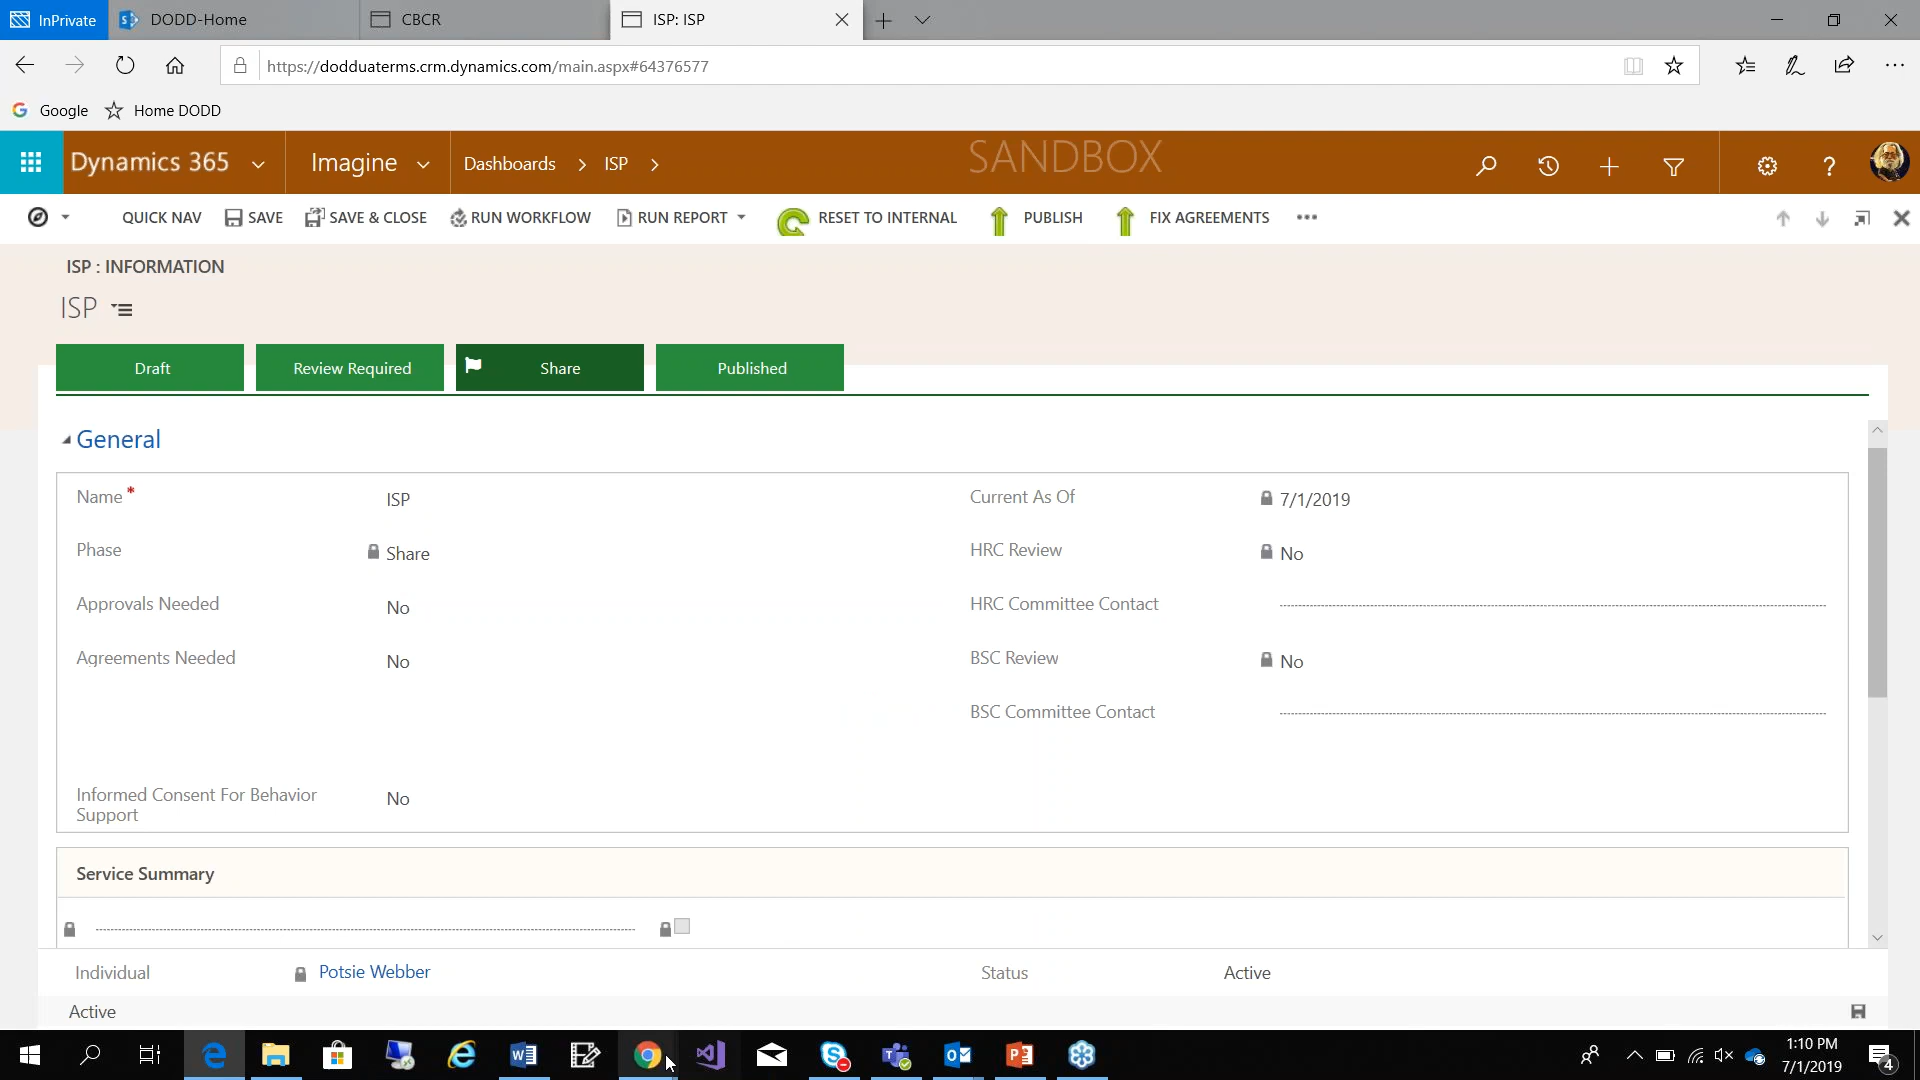 InPrivate DODD-Home CBCR ISP: ISP
https://dodduaterms.crm.dynamics.com/main.aspx#64376577
Google Home DODD
Dynamics 365 Imagine Dashboards ISP SANDBOX
QUICK NAV SAVE SAVE & CLOSE RUN WORKFLOW RUN REPORT RESET TO INTERNAL PUBLISH FIX AGREEMENTS
ISP : INFORMATION
ISP
Draft Review Required Share Published
General
Name * ISP Current As Of 7/1/2019
Phase Share HRC Review No
Approvals Needed No HRC Committee Contact
Agreements Needed No BSC Review No
BSC Committee Contact
Informed Consent For Behavior Support No
Service Summary
Individual Potsie Webber Status Active
Active
1:10 PM
7/1/2019
4